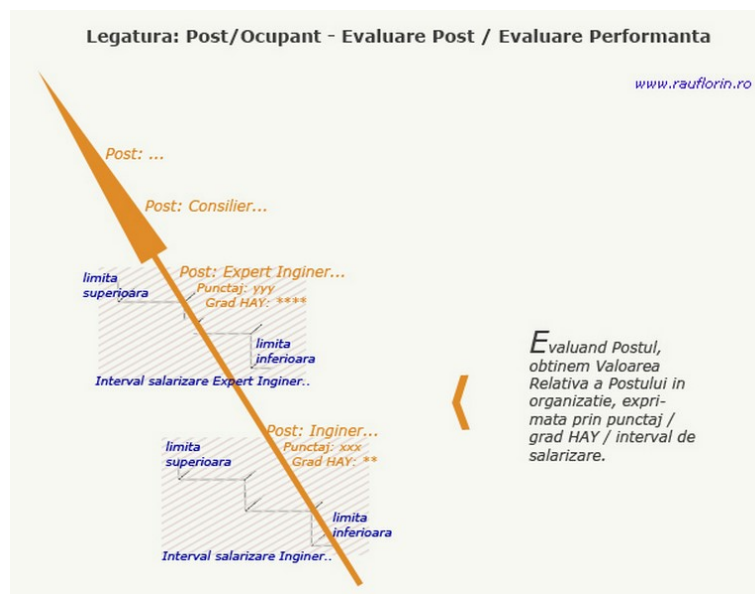 Legatura: Post/Ocupant - Evaluare Post / Evaluare Performanta
www.rauflorin.ro
Post: ...
Post: Consilier...
Post: Expert Inginer...
Punctaj: yyy
Grad HAY: ****
limita
superioara
limita
inferioara
Interval salarizare Expert Inginer..
Evaluand Postul,
obtinem Valoarea
Relativa a Postului in
organizatie, expri-
mata prin punctaj /
grad HAY / interval de
salarizare.
Post: Inginer...
Punctaj: xxx
Grad HAY: **
limita
superioara
limita
inferioara
Interval salarizare Inginer..